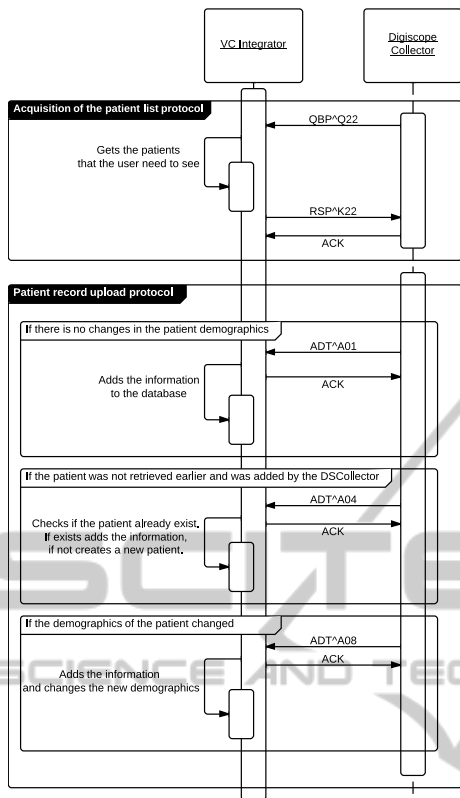 VC Integrator
Digiscope
Collector
Acquisition of the patient list protocol
QBP^Q22
Gets the patients
that the user need to see
RSP^K22
ACK
Patient record upload protocol
If there is no changes in the patient demographics
ADT^A01
ACK
Adds the information
to the database
If the patient was not retrieved earlier and was added by the DSCollector
ADT^A04
ACK
Checks if the patient already exist.
If exists adds the information,
if not creates a new patient.
SCITE
If the demographics of the patient changed
ADT^A08
ACK
SCIENCE AND TEC
Adds the information
and changes the new demographics